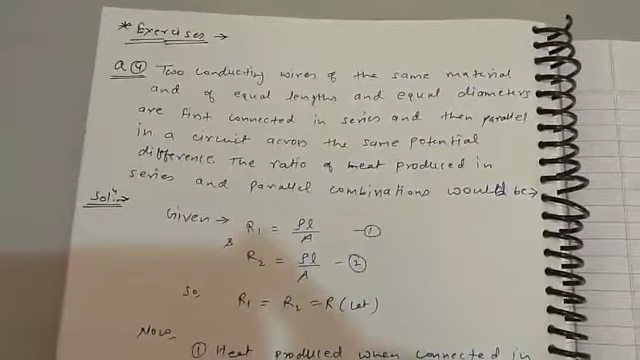 * Exercises →
Q④ Two conducting wires of the same material
and of equal lengths and equal diameters
are first connected in series and then parallel
in a circuit across the same potential
difference. The ratio of heat produced in
series and parallel combinations would be→
Solⁿ→
Given → R₁ = ρl/A —①
& R₂ = ρl/A —②
So, R₁ = R₂ = R (Let)
Now,
① Heat produced when connected in